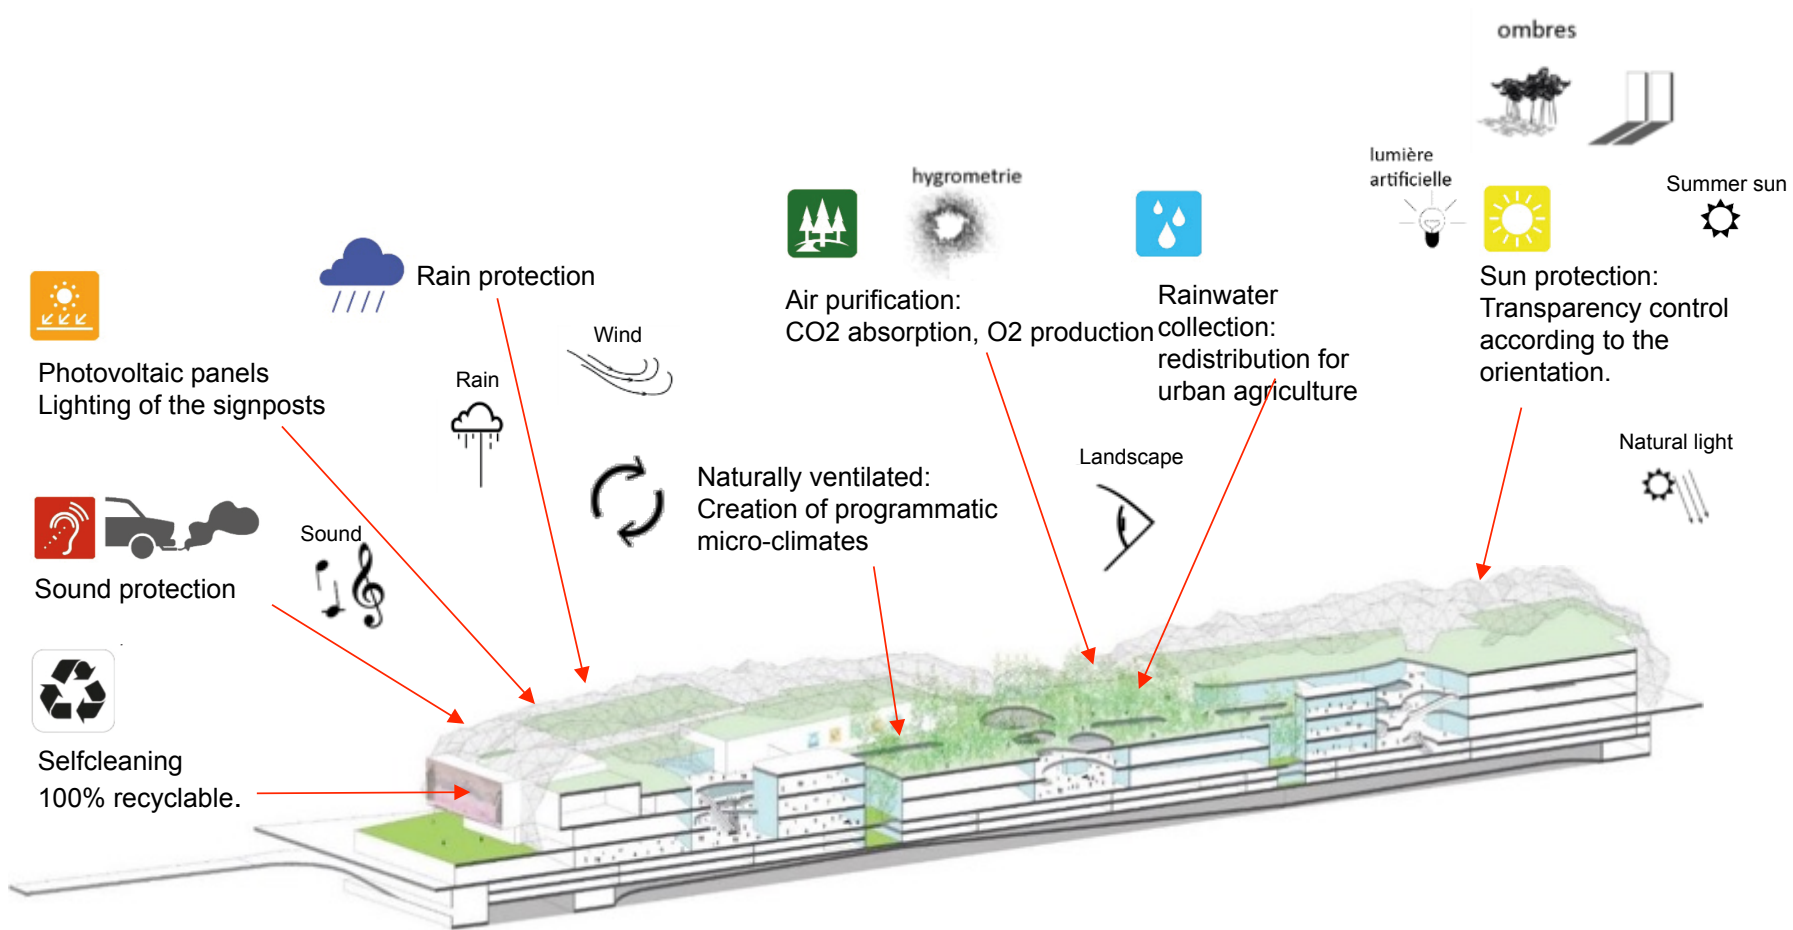 ombres
lumière
artificielle
Summer sun
hygrometrie
Rain protection
Sun protection:
Transparency control
according to the
orientation.
Air purification:
CO2 absorption, O2 production
Rainwater
collection:
redistribution for
urban agriculture
Wind
Rain
Photovoltaic panels
Lighting of the signposts
Natural light
Landscape
Naturally ventilated:
Creation of programmatic
micro-climates
Sound
Sound protection
Selfcleaning
100% recyclable.